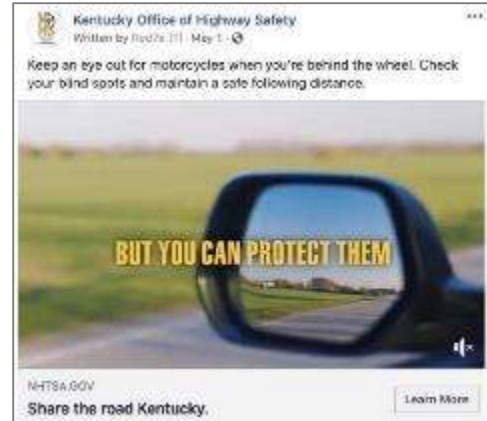 Kentucky Office of Highway Safety
Written by
May 1
Keep an eye out for motorcycles when you're behind the wheel. Check
your blind spots and maintain a safe following distance.
BUT YOU CAN PROTECT THEM
NHTSA.GOV
Share the road Kentucky.
Learn More